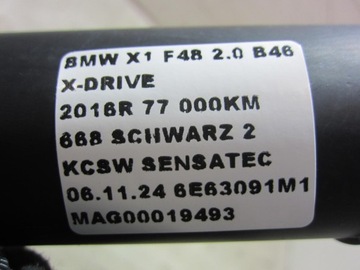 BMW X1 F48 2.0 B46
X-DRIVE
2016R 77 000KM
668 SCHWARZ 2
KCSW SENSATEC
06.11.24 6E63091M1
MAG00019493